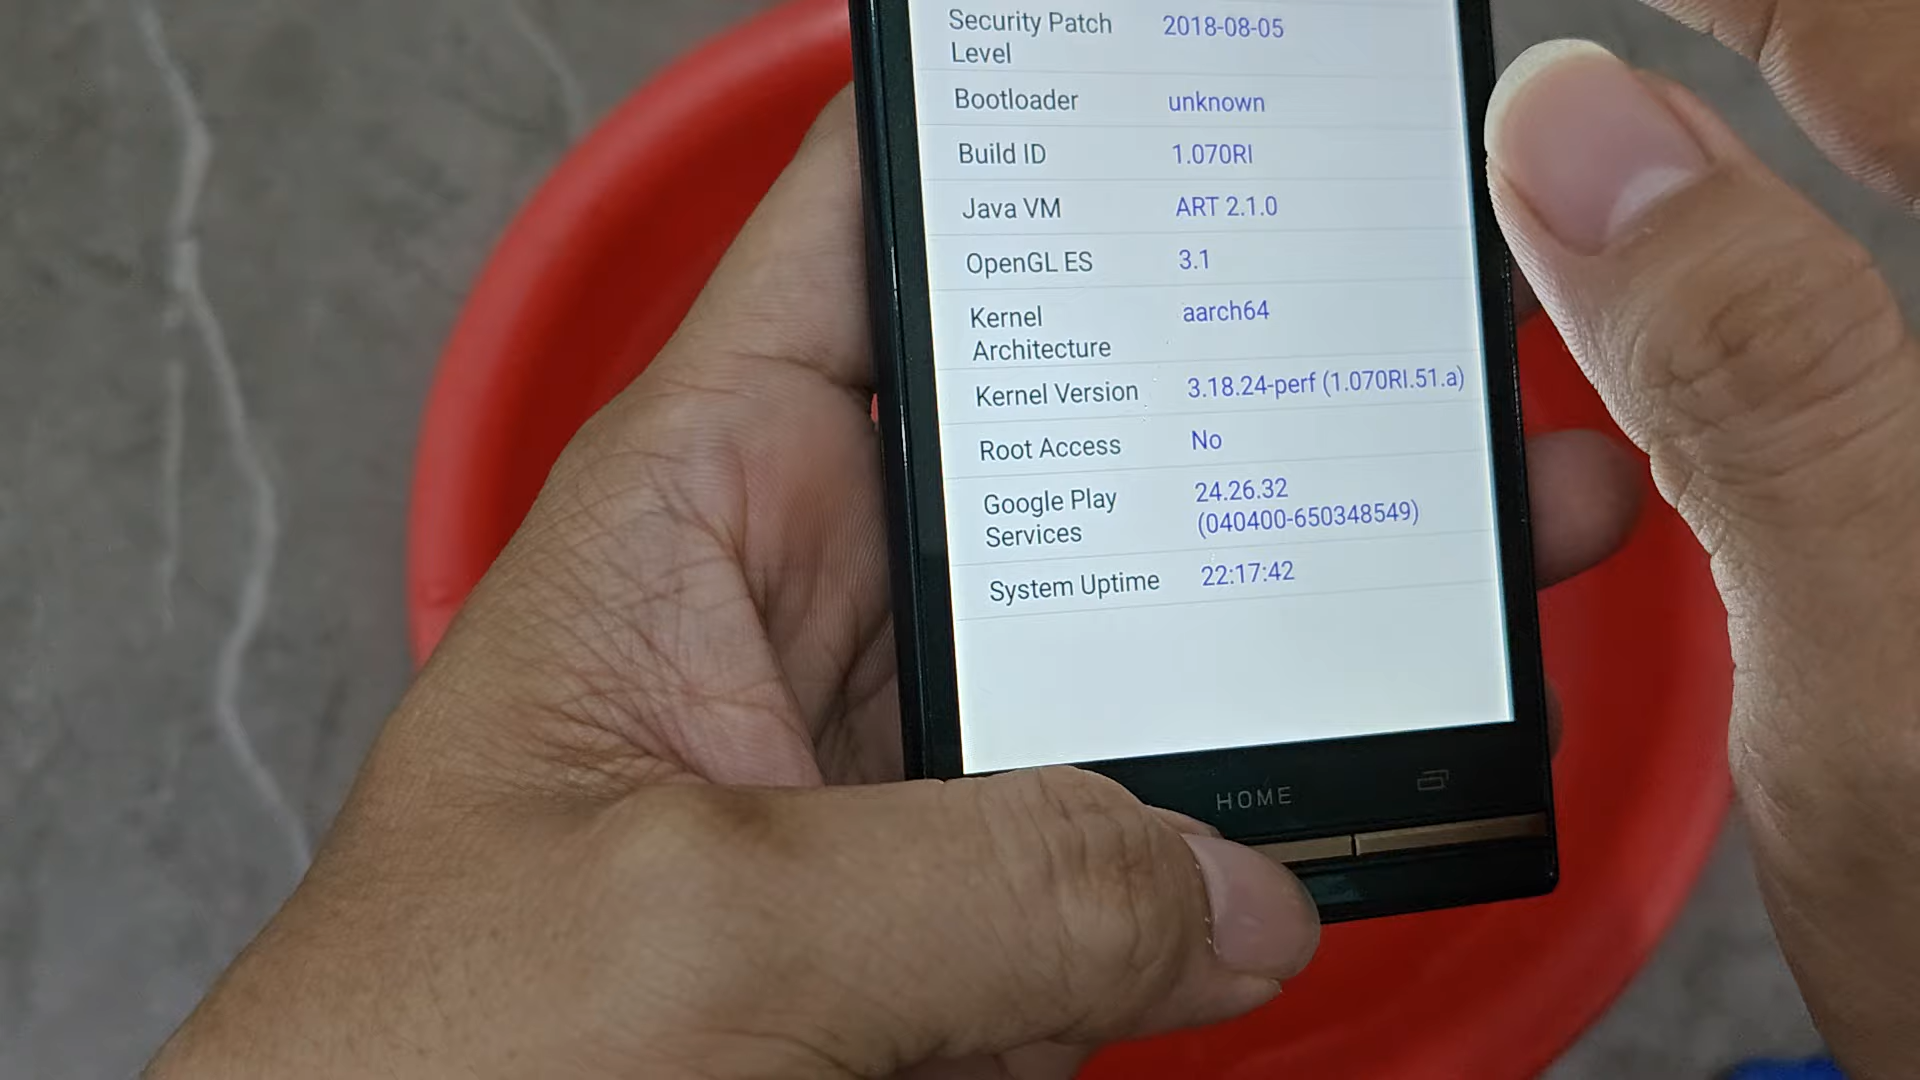 Security Patch Level 2018-08-05
Bootloader unknown
Build ID 1.070RI
Java VM ART 2.1.0
OpenGL ES 3.1
Kernel Architecture aarch64
Kernel Version 3.18.24-perf (1.070RI.51.a)
Root Access No
Google Play Services 24.26.32 (040400-650348549)
System Uptime 22:17:42
HOME